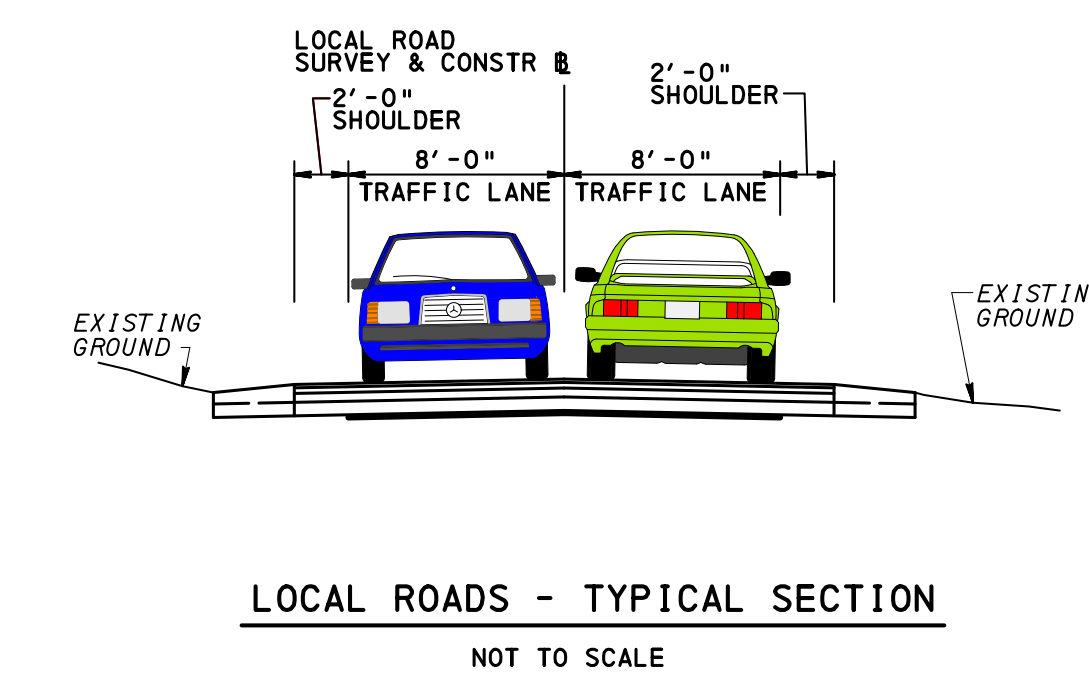 LOCAL ROAD
SURVEY & CONSTR BL
2'-0"
SHOULDER
2'-0"
SHOULDER
8'-0"
8'-0"
TRAFFIC LANE
TRAFFIC LANE
EXISTING
GROUND
EXISTIN
GROUND
LOCAL ROADS - TYPICAL SECTION
NOT TO SCALE